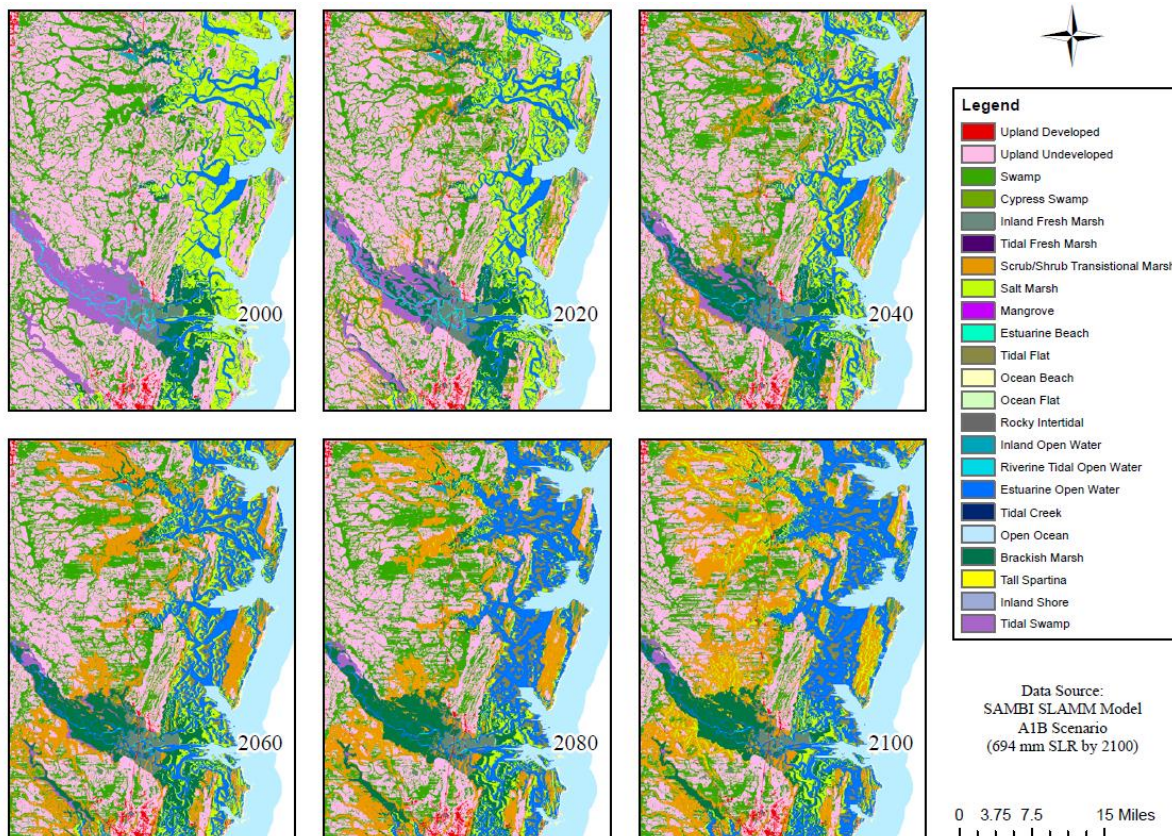 2000
2020
2040
2060
2080
2100
Legend
Upland Developed
Upland Undeveloped
Swamp
Cypress Swamp
Inland Fresh Marsh
Tidal Fresh Marsh
Scrub/Shrub Transistional Marsh
Salt Marsh
Mangrove
Estuarine Beach
Tidal Flat
Ocean Beach
Ocean Flat
Rocky Intertidal
Inland Open Water
Riverine Tidal Open Water
Estuarine Open Water
Tidal Creek
Open Ocean
Brackish Marsh
Tall Spartina
Inland Shore
Tidal Swamp
Data Source:
SAMBI SLAMM Model
A1B Scenario
(694 mm SLR by 2100)
0 3.75 7.5 15 Miles